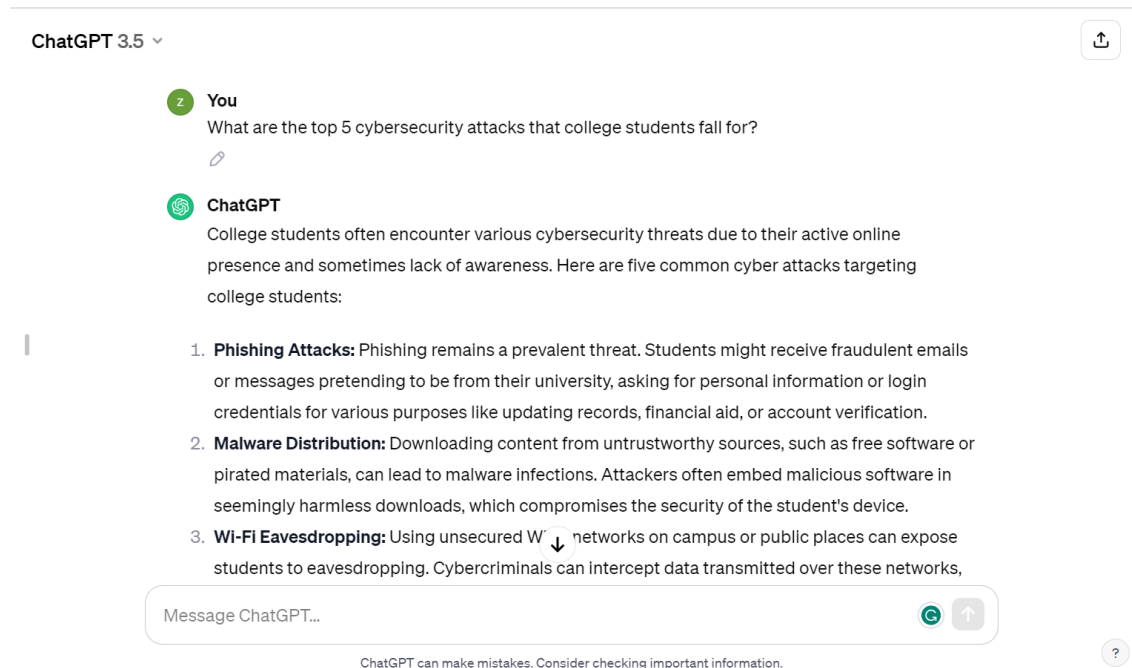 ChatGPT 3.5
Z
You
What are the top 5 cybersecurity attacks that college students fall for?
ChatGPT
College students often encounter various cybersecurity threats due to their active online
presence and sometimes lack of awareness. Here are five common cyber attacks targeting
college students:
1. Phishing Attacks: Phishing remains a prevalent threat. Students might receive fraudulent emails
or messages pretending to be from their university, asking for personal information or login
credentials for various purposes like updating records, financial aid, or account verification.
2. Malware Distribution: Downloading content from untrustworthy sources, such as free software or
pirated materials, can lead to malware infections. Attackers often embed malicious software in
seemingly harmless downloads, which compromises the security of the student's device.
3. Wi-Fi Eavesdropping: Using unsecured networks on campus or public places can expose
students to eavesdropping. Cybercriminals can intercept data transmitted over these networks,
Message ChatGPT...
G
ChatGPT can make mistakes. Consider checking important information.
?